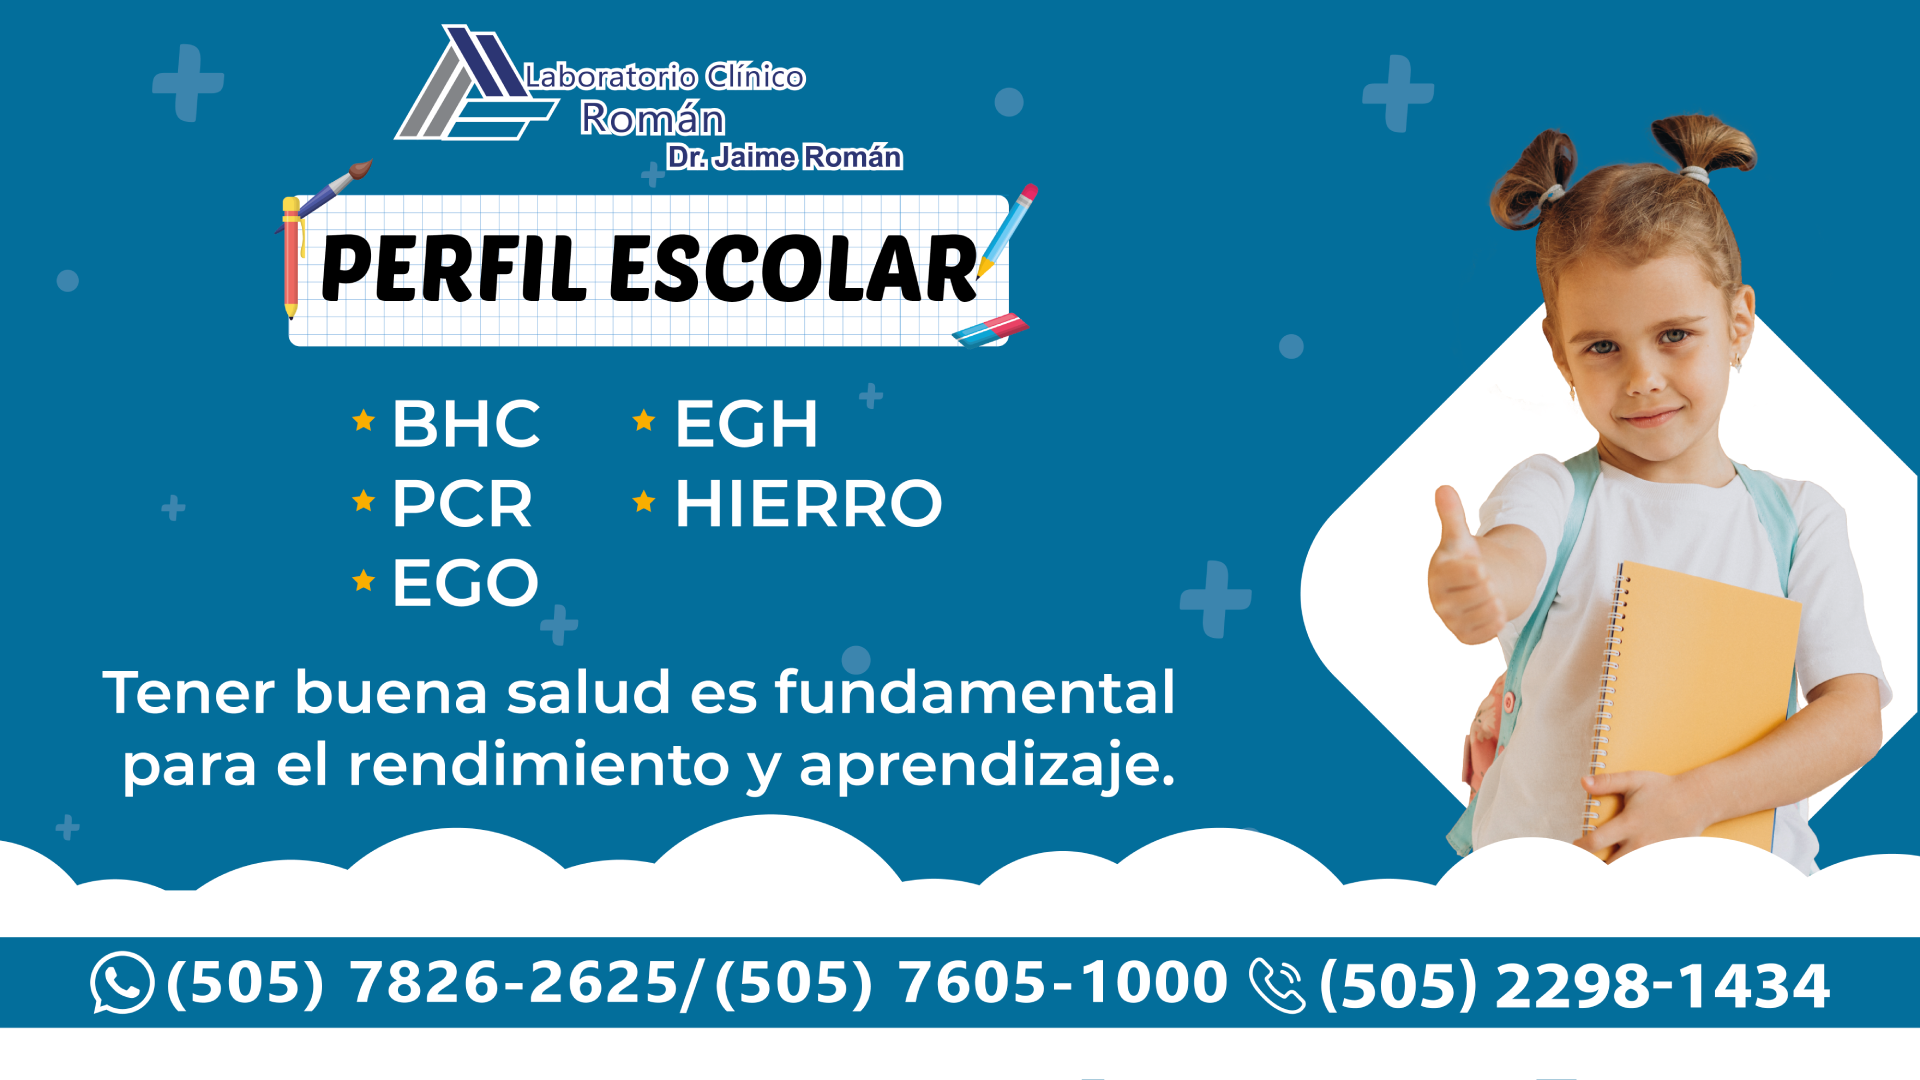 Laboratorio Clínico
Román
Dr. Jaime Román
PERFIL ESCOLAR
BHC
PCR
EGO
EGH
HIERRO
Tener buena salud es fundamental
para el rendimiento y aprendizaje.
(505) 7826-2625/(505) 7605-1000 (505) 2298-1434